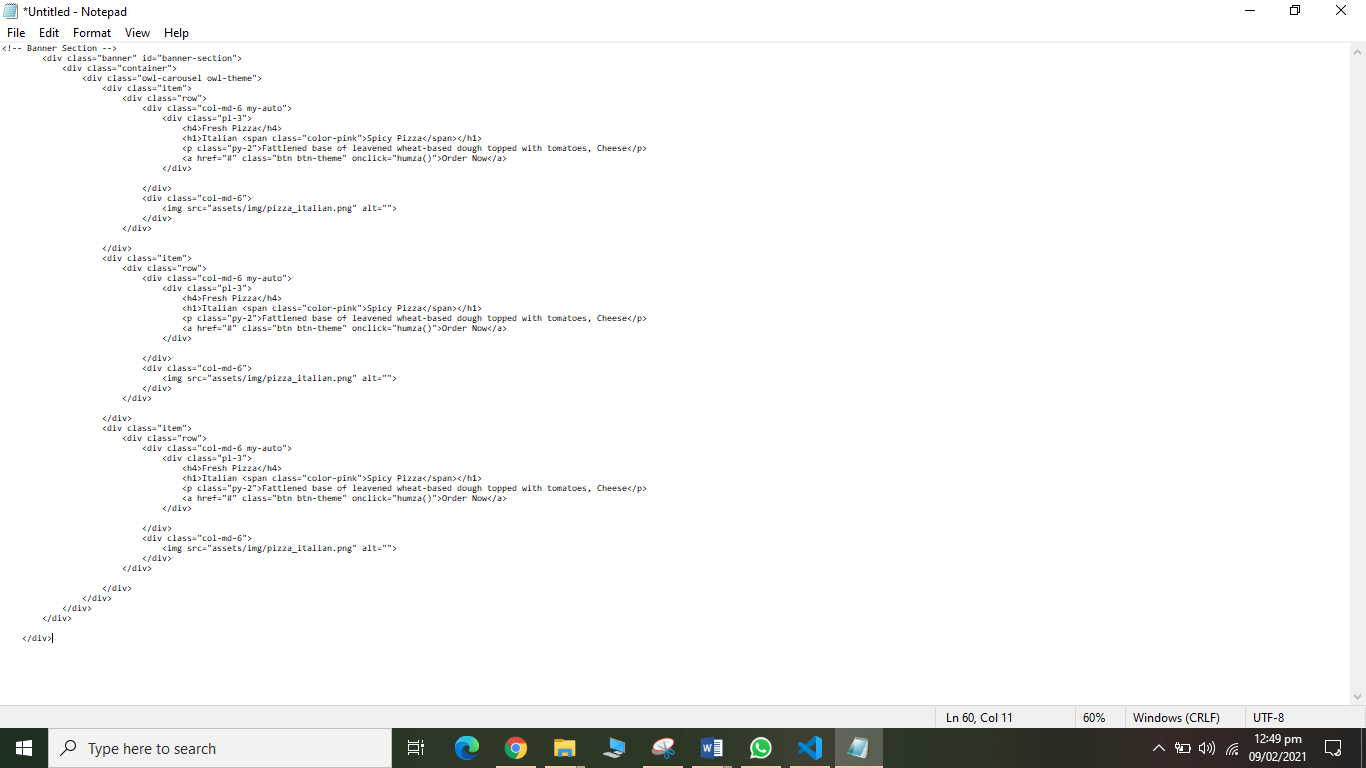 *Untitled - Notepad
File Edit Format View Help
<!-- Banner Section -->
<div class="banner" id="banner-section">
<div class="container">
<div class="owl-carousel owl-theme">
<div class="item">
<div class="row">
<div class="col-md-6 my-auto">
<div class="pl-3">
<h4>Fresh Pizza</h4>
<h1>Italian <span class="color-pink">Spicy Pizza</span></h1>
<p class="py-2">Fattlened base of leavened wheat-based dough topped with tomatoes, Cheese</p>
<a href="#" class="btn btn-theme" onclick="humza()">Order Now</a>
</div>
</div>
<div class="col-md-6">
<img src="assets/img/pizza_italian.png" alt="">
</div>
</div>
</div>
<div class="item">
<div class="row">
<div class="col-md-6 my-auto">
<div class="pl-3">
<h4>Fresh Pizza</h4>
<h1>Italian <span class="color-pink">Spicy Pizza</span></h1>
<p class="py-2">Fattlened base of leavened wheat-based dough topped with tomatoes, Cheese</p>
<a href="#" class="btn btn-theme" onclick="humza()">Order Now</a>
</div>
</div>
<div class="col-md-6">
<img src="assets/img/pizza_italian.png" alt="">
</div>
</div>
</div>
<div class="item">
<div class="row">
<div class="col-md-6 my-auto">
<div class="pl-3">
<h4>Fresh Pizza</h4>
<h1>Italian <span class="color-pink">Spicy Pizza</span></h1>
<p class="py-2">Fattlened base of leavened wheat-based dough topped with tomatoes, Cheese</p>
<a href="#" class="btn btn-theme" onclick="humza()">Order Now</a>
</div>
</div>
<div class="col-md-6">
<img src="assets/img/pizza_italian.png" alt="">
</div>
</div>
</div>
</div>
</div>
</div>
</div>
Ln 60, Col 11 60% Windows (CRLF) UTF-8
Type here to search
12:49 pm
09/02/2021